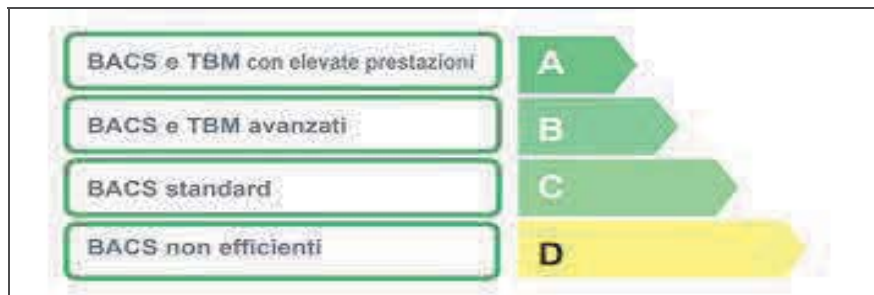 BACS e TBM con elevate prestazioni A
BACS e TBM avanzati B
BACS standard C
BACS non efficienti D